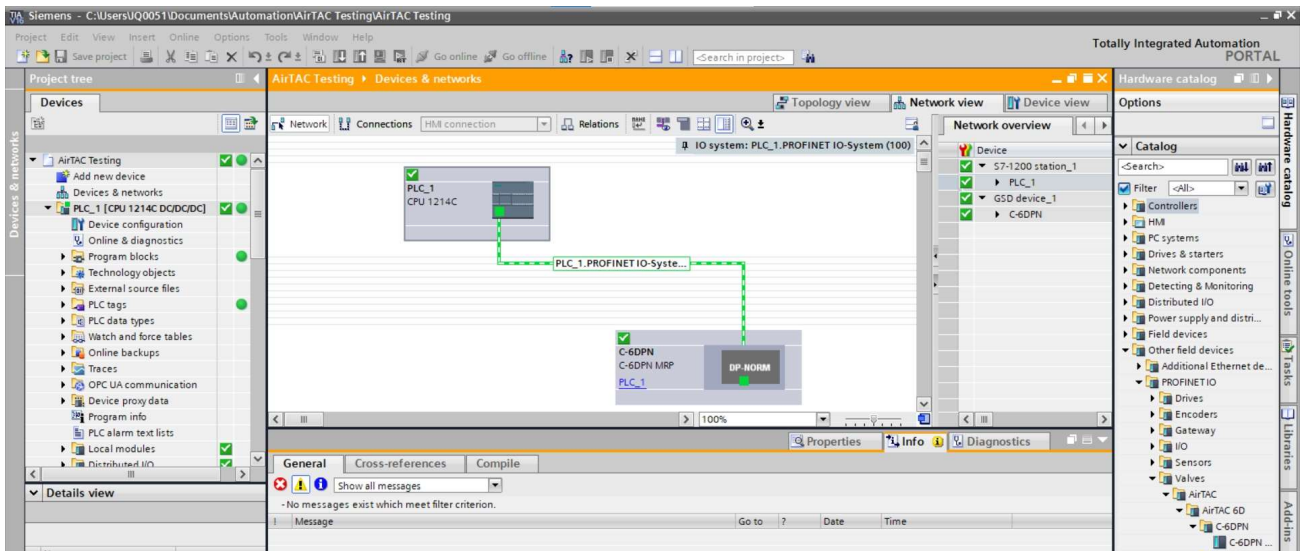 Siemens - C:\Users\JQ0051\Documents\Automation\AirTAC Testing\AirTAC Testing
Project Edit View Insert Online Options Tools Window Help
Totally Integrated Automation
PORTAL
Save project Go online Go offline <Search in project>
Project tree
Devices
Devices & networks
AirTAC Testing
Add new device
Devices & networks
PLC_1 [CPU 1214C DC/DC/DC]
Device configuration
Online & diagnostics
Program blocks
Technology objects
External source files
PLC tags
PLC data types
Watch and force tables
Online backups
Traces
OPC UA communication
Device proxy data
Program info
PLC alarm text lists
Local modules
Distributed I/O
Details view
AirTAC Testing Devices & networks
Topology view Network view Device view
Network Connections HMI connection Relations
IO system: PLC_1.PROFINET IO-System (100)
PLC_1
CPU 1214C
PLC_1.PROFINET IO-Syste...
C-6DPN
C-6DPN MRP
PLC_1
DP-NORM
100%
Network overview
Device
S7-1200 station_1
PLC_1
GSD device_1
C-6DPN
Properties Info Diagnostics
General Cross-references Compile
Show all messages
-No messages exist which meet filter criterion.
! Message Go to ? Date Time
Hardware catalog
Options
Catalog
<Search>
Filter <All>
Controllers
HMI
PC systems
Drives & starters
Network components
Detecting & Monitoring
Distributed I/O
Power supply and distri...
Field devices
Other field devices
Additional Ethernet de...
PROFINET IO
Drives
Encoders
Gateway
I/O
Sensors
Valves
AirTAC
AirTAC 6D
C-6DPN
C-6DPN ...
Hardware catalog
Online tools
Tasks
Libraries
Add-ins